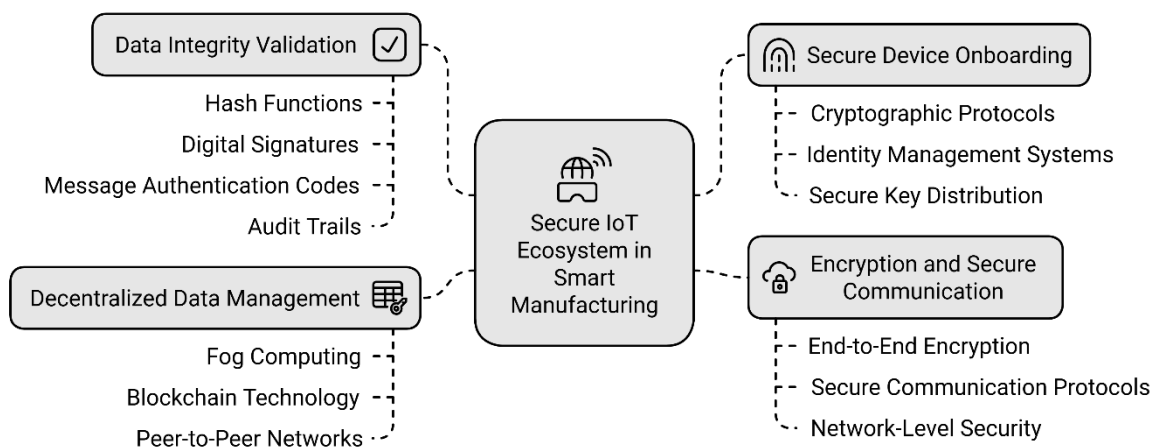 Data Integrity Validation
Hash Functions
Digital Signatures
Message Authentication Codes
Audit Trails
Decentralized Data Management
Fog Computing
Blockchain Technology
Peer-to-Peer Networks
Secure IoT
Ecosystem in
Smart
Manufacturing
Secure Device Onboarding
Cryptographic Protocols
Identity Management Systems
Secure Key Distribution
Encryption and Secure
Communication
End-to-End Encryption
Secure Communication Protocols
Network-Level Security